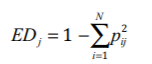 $ED_j = 1 - \sum_{i=1}^{N} p_{ij}^{2}$